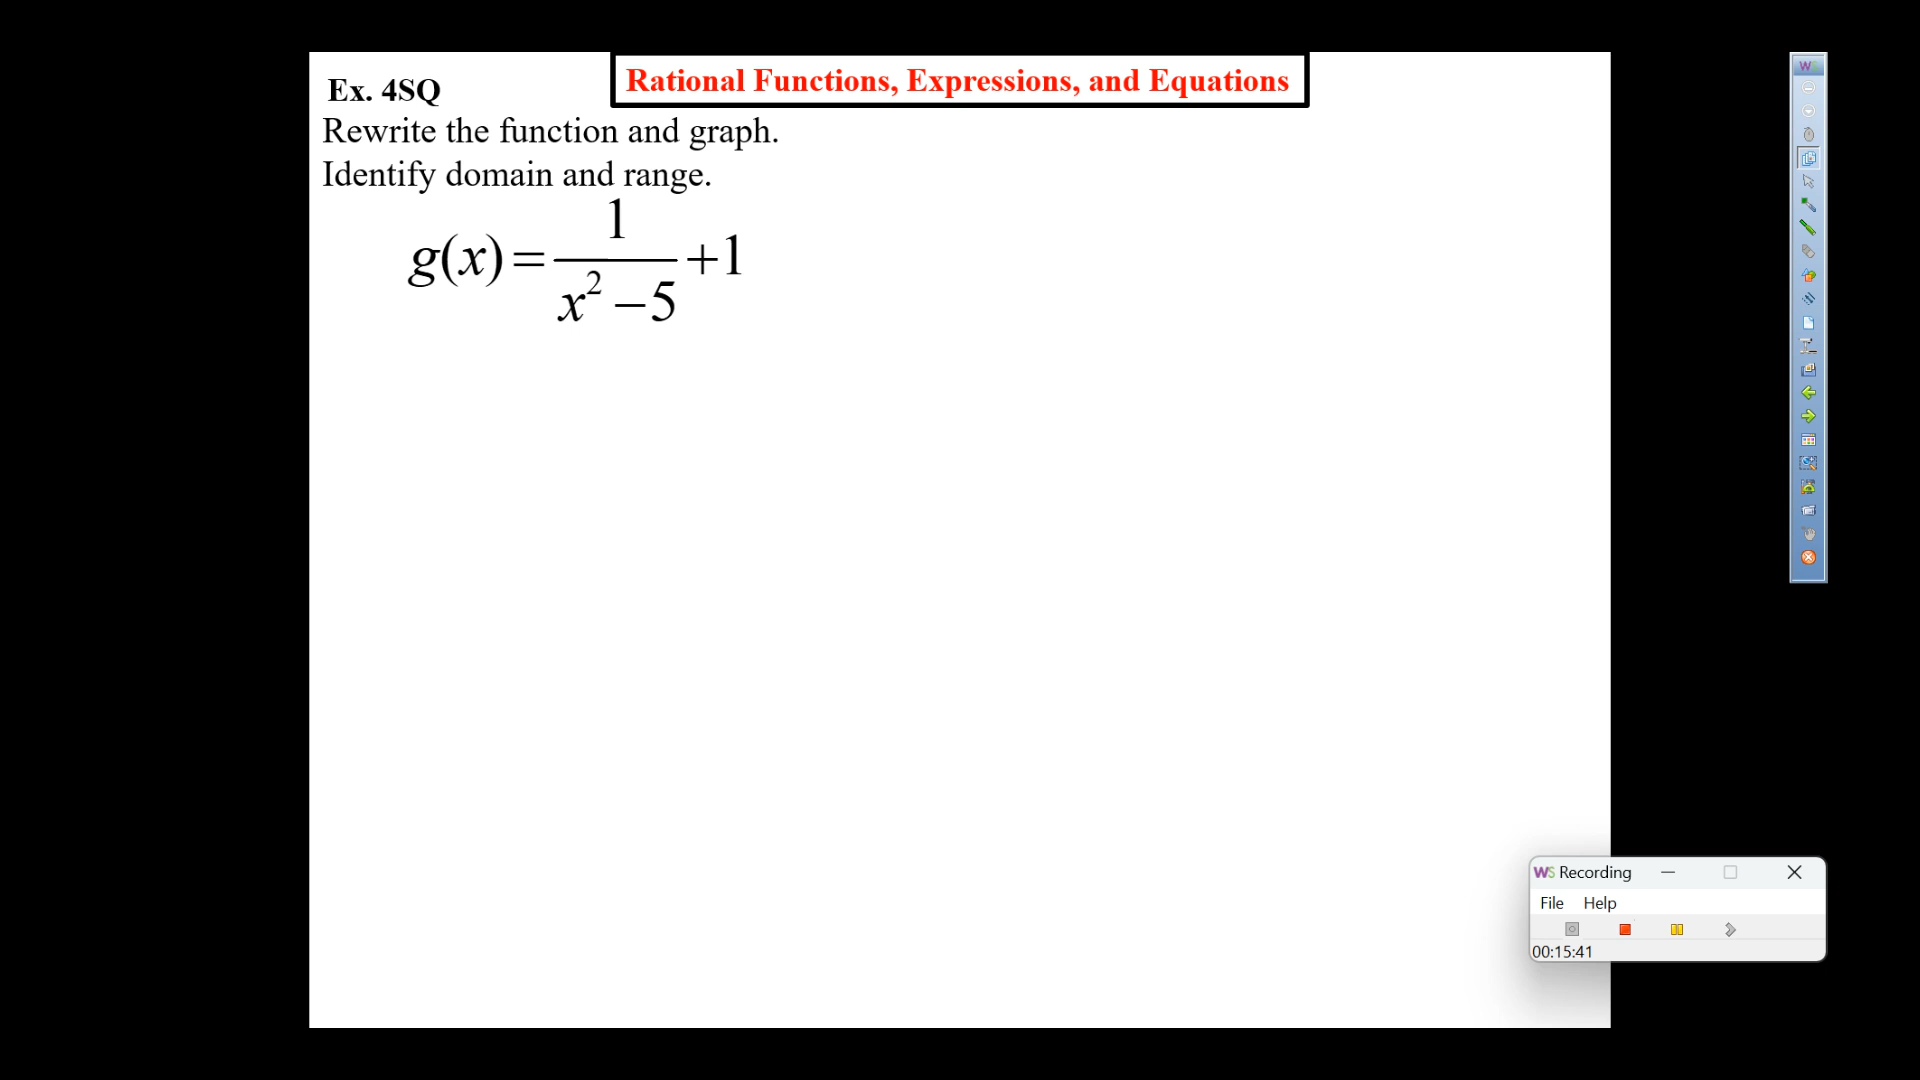 Ex. 4SQ
Rational Functions, Expressions, and Equations
Rewrite the function and graph.
Identify domain and range.
g(x) = 1/(x² − 5) + 1
WS Recording
File Help
00:15:41